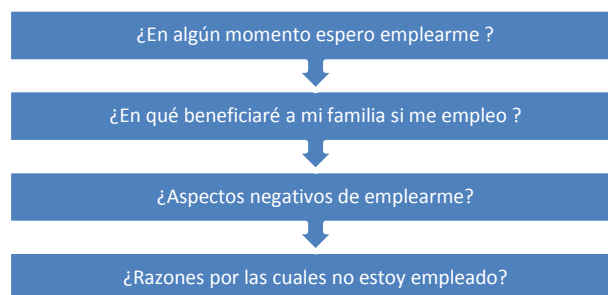 ¿En algún momento espero emplearme ?
¿En qué beneficiaré a mi familia si me empleo ?
¿Aspectos negativos de emplearme?
¿Razones por las cuales no estoy empleado?